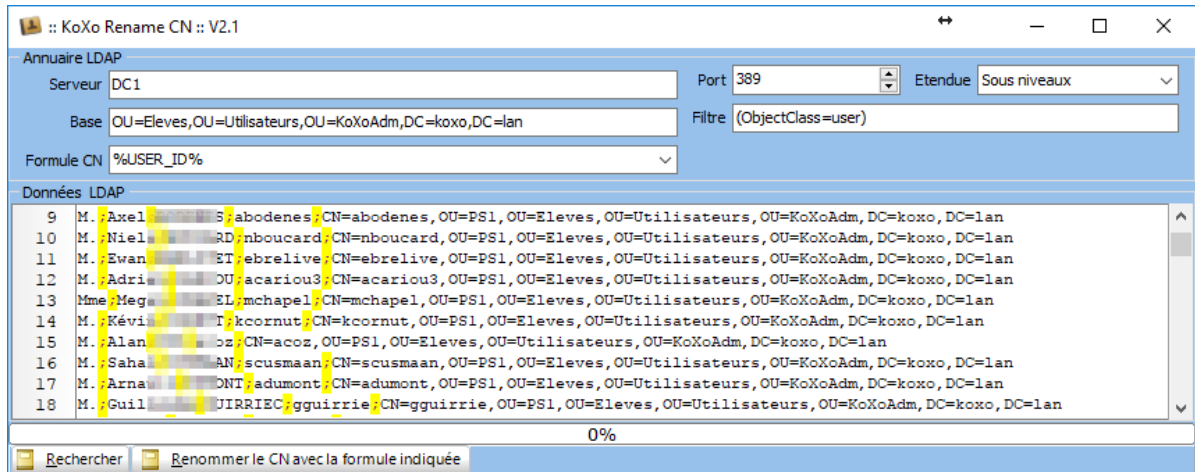 :: KoXo Rename CN :: V2.1
Annuaire LDAP
Serveur DC1 Port 389 Etendue Sous niveaux
Base OU=Eleves,OU=Utilisateurs,OU=KoXoAdm,DC=koxo,DC=lan Filtre (ObjectClass=user)
Formule CN %USER_ID%
Données LDAP
9 M.;Axel S;abodenes;CN=abodenes,OU=PS1,OU=Eleves,OU=Utilisateurs,OU=KoXoAdm,DC=koxo,DC=lan
10 M.;Niel RD;nboucard;CN=nboucard,OU=PS1,OU=Eleves,OU=Utilisateurs,OU=KoXoAdm,DC=koxo,DC=lan
11 M.;Ewan ET;ebrelive;CN=ebrelive,OU=PS1,OU=Eleves,OU=Utilisateurs,OU=KoXoAdm,DC=koxo,DC=lan
12 M.;Adrie OU;acariou3;CN=acariou3,OU=PS1,OU=Eleves,OU=Utilisateurs,OU=KoXoAdm,DC=koxo,DC=lan
13 Mme;Meg EL;mchapel;CN=mchapel,OU=PS1,OU=Eleves,OU=Utilisateurs,OU=KoXoAdm,DC=koxo,DC=lan
14 M.;Kévi T;kcornut;CN=kcornut,OU=PS1,OU=Eleves,OU=Utilisateurs,OU=KoXoAdm,DC=koxo,DC=lan
15 M.;Alan oz;CN=acoz,OU=PS1,OU=Eleves,OU=Utilisateurs,OU=KoXoAdm,DC=koxo,DC=lan
16 M.;Saha AN;scusmaan;CN=scusmaan,OU=PS1,OU=Eleves,OU=Utilisateurs,OU=KoXoAdm,DC=koxo,DC=lan
17 M.;Arna ONT;adumont;CN=adumont,OU=PS1,OU=Eleves,OU=Utilisateurs,OU=KoXoAdm,DC=koxo,DC=lan
18 M.;Guil UIRRIEC;gguirrie;CN=gguirrie,OU=PS1,OU=Eleves,OU=Utilisateurs,OU=KoXoAdm,DC=koxo,DC=lan
0%
Rechercher Renommer le CN avec la formule indiquée